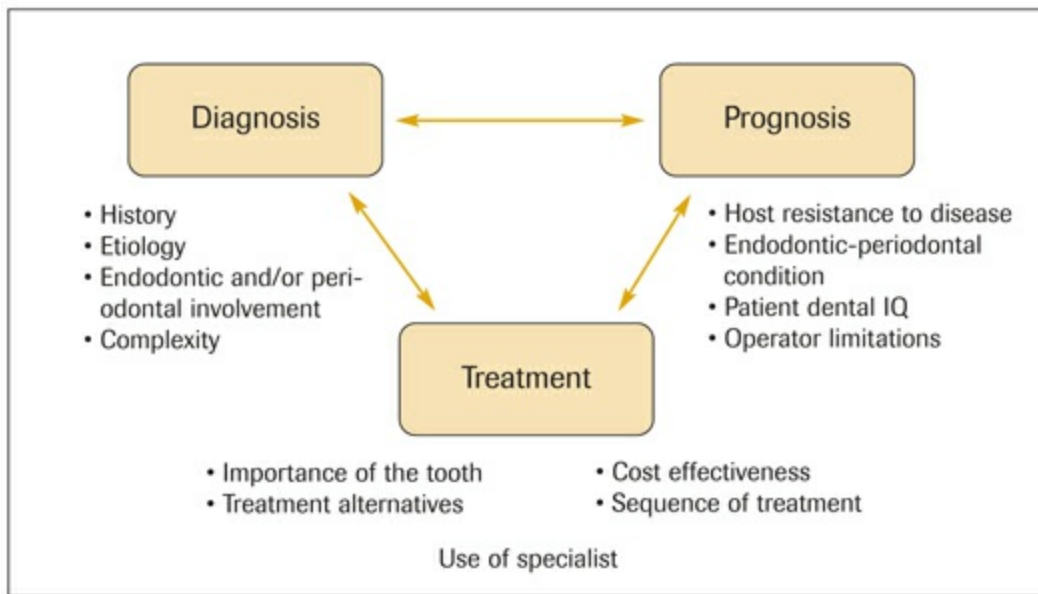 Diagnosis
Prognosis
• History
• Etiology
• Endodontic and/or peri-
odontal involvement
• Complexity
• Host resistance to disease
• Endodontic-periodontal
condition
• Patient dental IQ
• Operator limitations
Treatment
• Importance of the tooth
• Treatment alternatives
• Cost effectiveness
• Sequence of treatment
Use of specialist